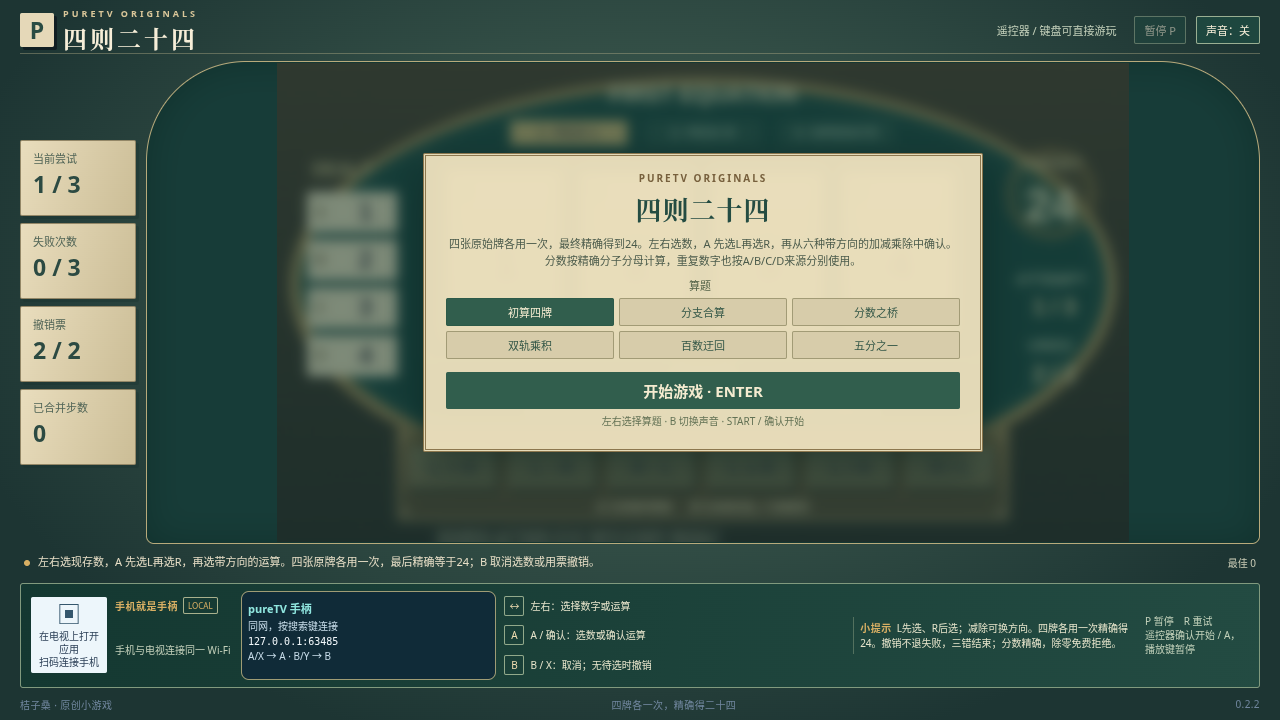 P
PURETV ORIGINALS
四则二十四
遥控器 / 键盘可直接游玩
暂停 P
声音：关
当前尝试
1 / 3
失败次数
0 / 3
撤销票
2 / 2
已合并步数
0
24
PURETV ORIGINALS
四则二十四
四张原始牌各用一次，最终精确得到24。左右选数，A 先选L再选R，再从六种带方向的加减乘除中确认。
分数按精确分子分母计算，重复数字也按A/B/C/D来源分别使用。
算题
初算四牌
分支合算
分数之桥
双轨乘积
百数迂回
五分之一
开始游戏 · ENTER
左右选择算题 · B 切换声音 · START / 确认开始
左右选现存数，A 先选L再选R，再选带方向的运算。四张原牌各用一次，最后精确等于24；B 取消选数或用票撤销。
最佳 0
在电视上打开
应用
扫码连接手机
手机就是手柄 LOCAL
手机与电视连接同一 Wi-Fi
pureTV 手柄
同网，按搜索键连接
127.0.0.1:63485
A/X → A · B/Y → B
↔ 左右：选择数字或运算
A A / 确认：选数或确认运算
B B / X：取消；无待选时撤销
小提示 L先选、R后选；减除可换方向。四牌各用一次精确得
24。撤销不退失败，三错结束；分数精确，除零免费拒绝。
P 暂停 R 重试
遥控器确认开始 / A，
播放键暂停
桔子桑 · 原创小游戏
四牌各一次，精确得二十四
0.2.2